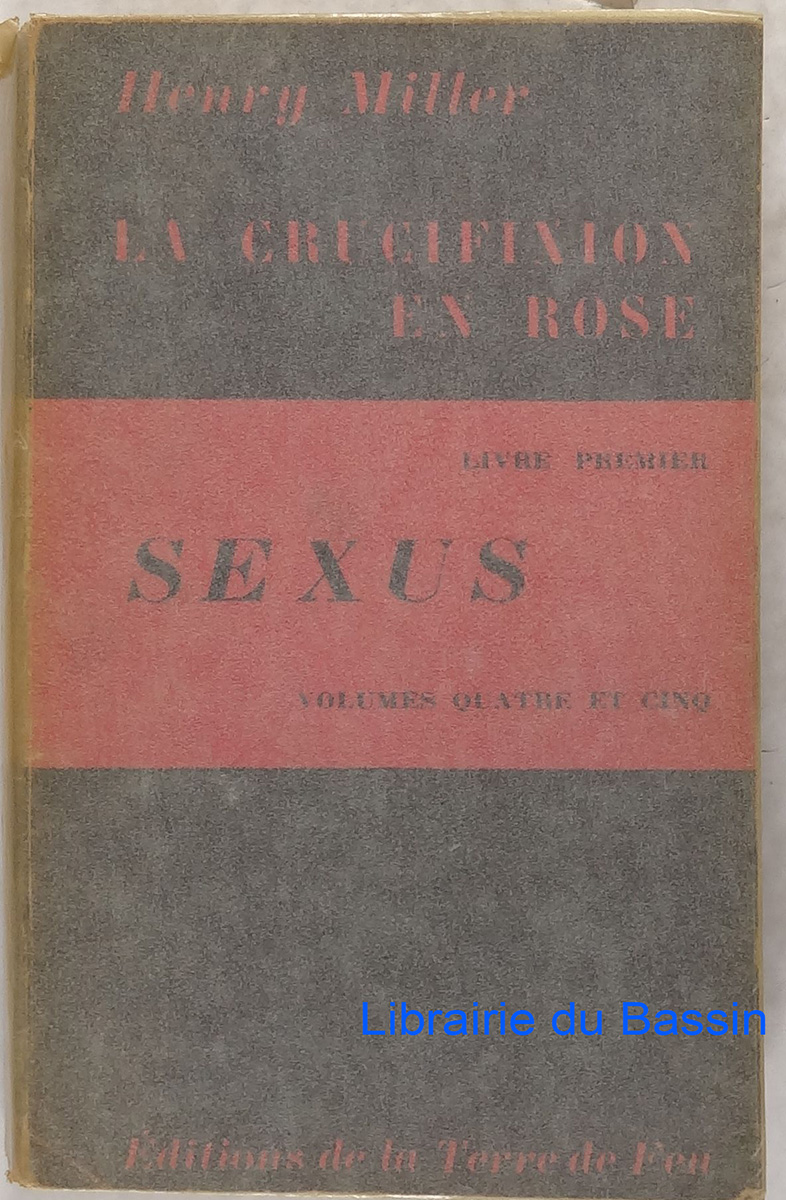 Henry Miller
LA CRUCIFIXION
EN ROSE
LIVRE PREMIER
SEXUS
VOLUMES QUATRE ET CINQ
Librairie du Bassin
Éditions de la Terre de Feu